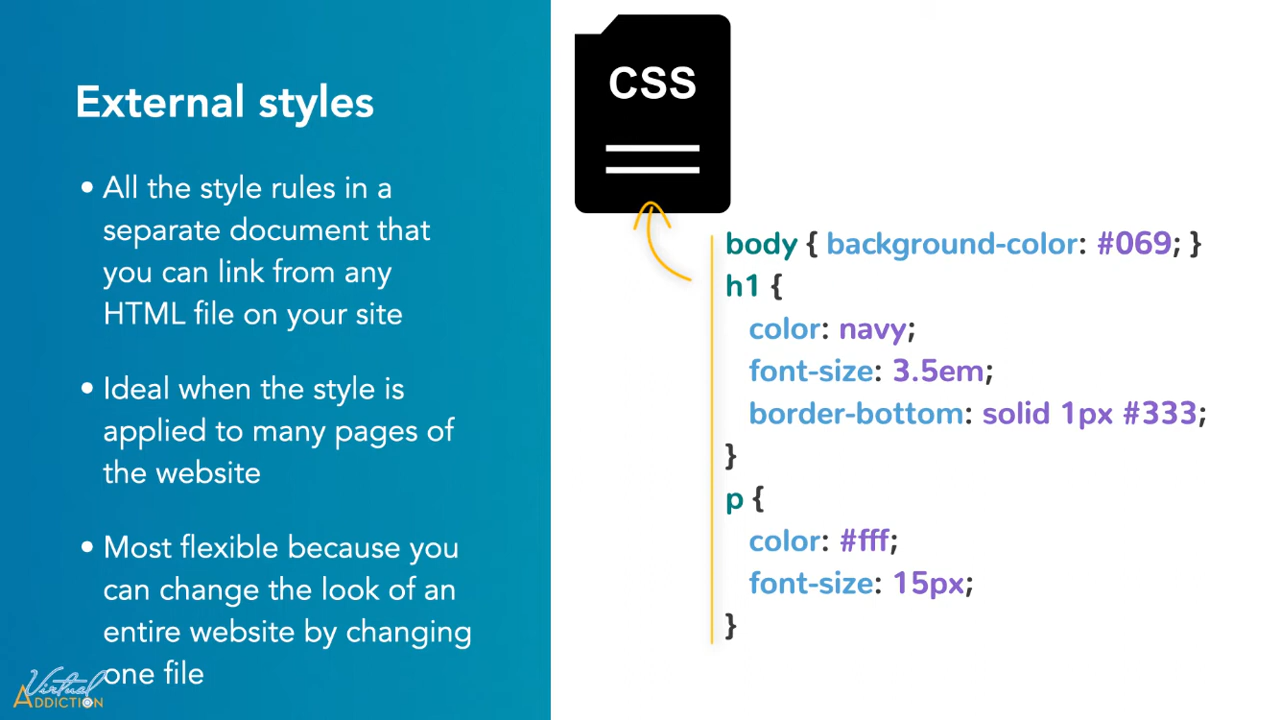 External styles
• All the style rules in a
separate document that
you can link from any
HTML file on your site
• Ideal when the style is
applied to many pages of
the website
• Most flexible because you
can change the look of an
entire website by changing
one file
Virtual
ADDICTION
CSS
body { background-color: #069; }
h1 {
color: navy;
font-size: 3.5em;
border-bottom: solid 1px #333;
}
p {
color: #fff;
font-size: 15px;
}